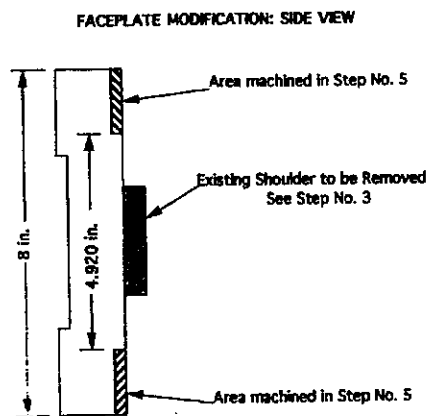 FACEPLATE MODIFICATION: SIDE VIEW
Area machined in Step No. 5
Existing Shoulder to be Removed
See Step No. 3
8 in.
4.920 in.
Area machined in Step No. 5